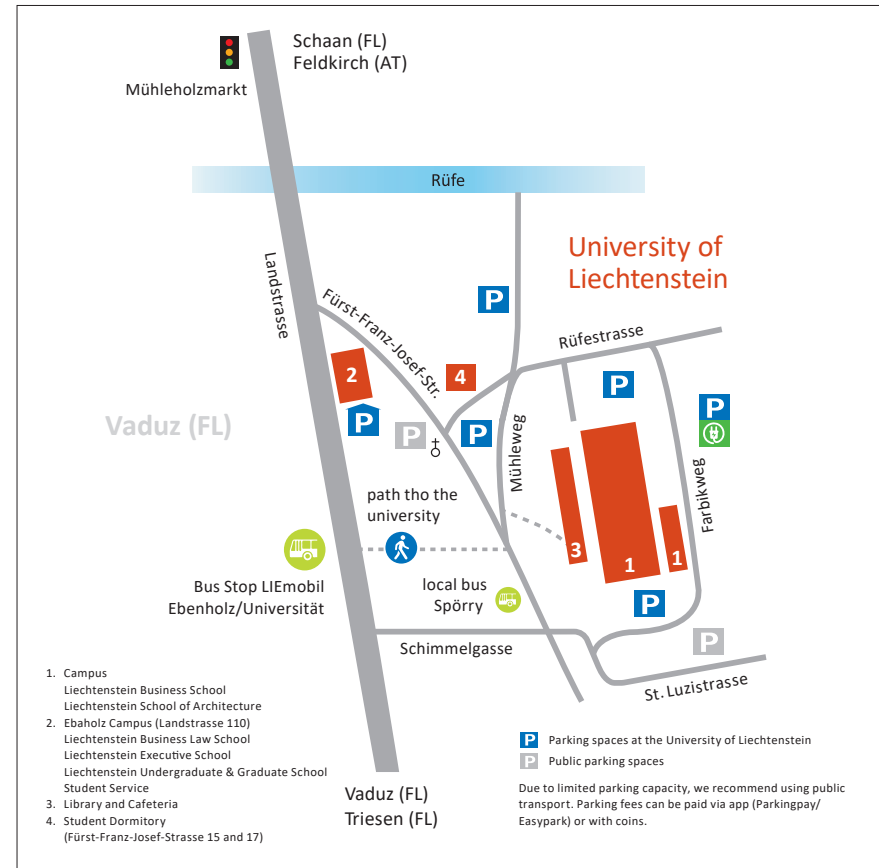 Schaan (FL)
Feldkirch (AT)
Mühleholzmarkt
Rüfe
University of
Liechtenstein
Landstrasse
Fürst-Franz-Josef-Str.
P
Rüfestrasse
2
4
P
P
P
P
P
Vaduz (FL)
Mühleweg
Farbikweg
path tho the
university
3
1
1
Bus Stop LIEmobil
Ebenholz/Universität
local bus
Spörry
P
P
Schimmelgasse
St. Luzistrasse
1. Campus
Liechtenstein Business School
Liechtenstein School of Architecture
2. Ebaholz Campus (Landstrasse 110)
Liechtenstein Business Law School
Liechtenstein Executive School
Liechtenstein Undergraduate & Graduate School
Student Service
3. Library and Cafeteria
4. Student Dormitory
(Fürst-Franz-Josef-Strasse 15 and 17)
Vaduz (FL)
Triesen (FL)
P Parking spaces at the University of Liechtenstein
P Public parking spaces
Due to limited parking capacity, we recommend using public
transport. Parking fees can be paid via app (Parkingpay/
Easypark) or with coins.